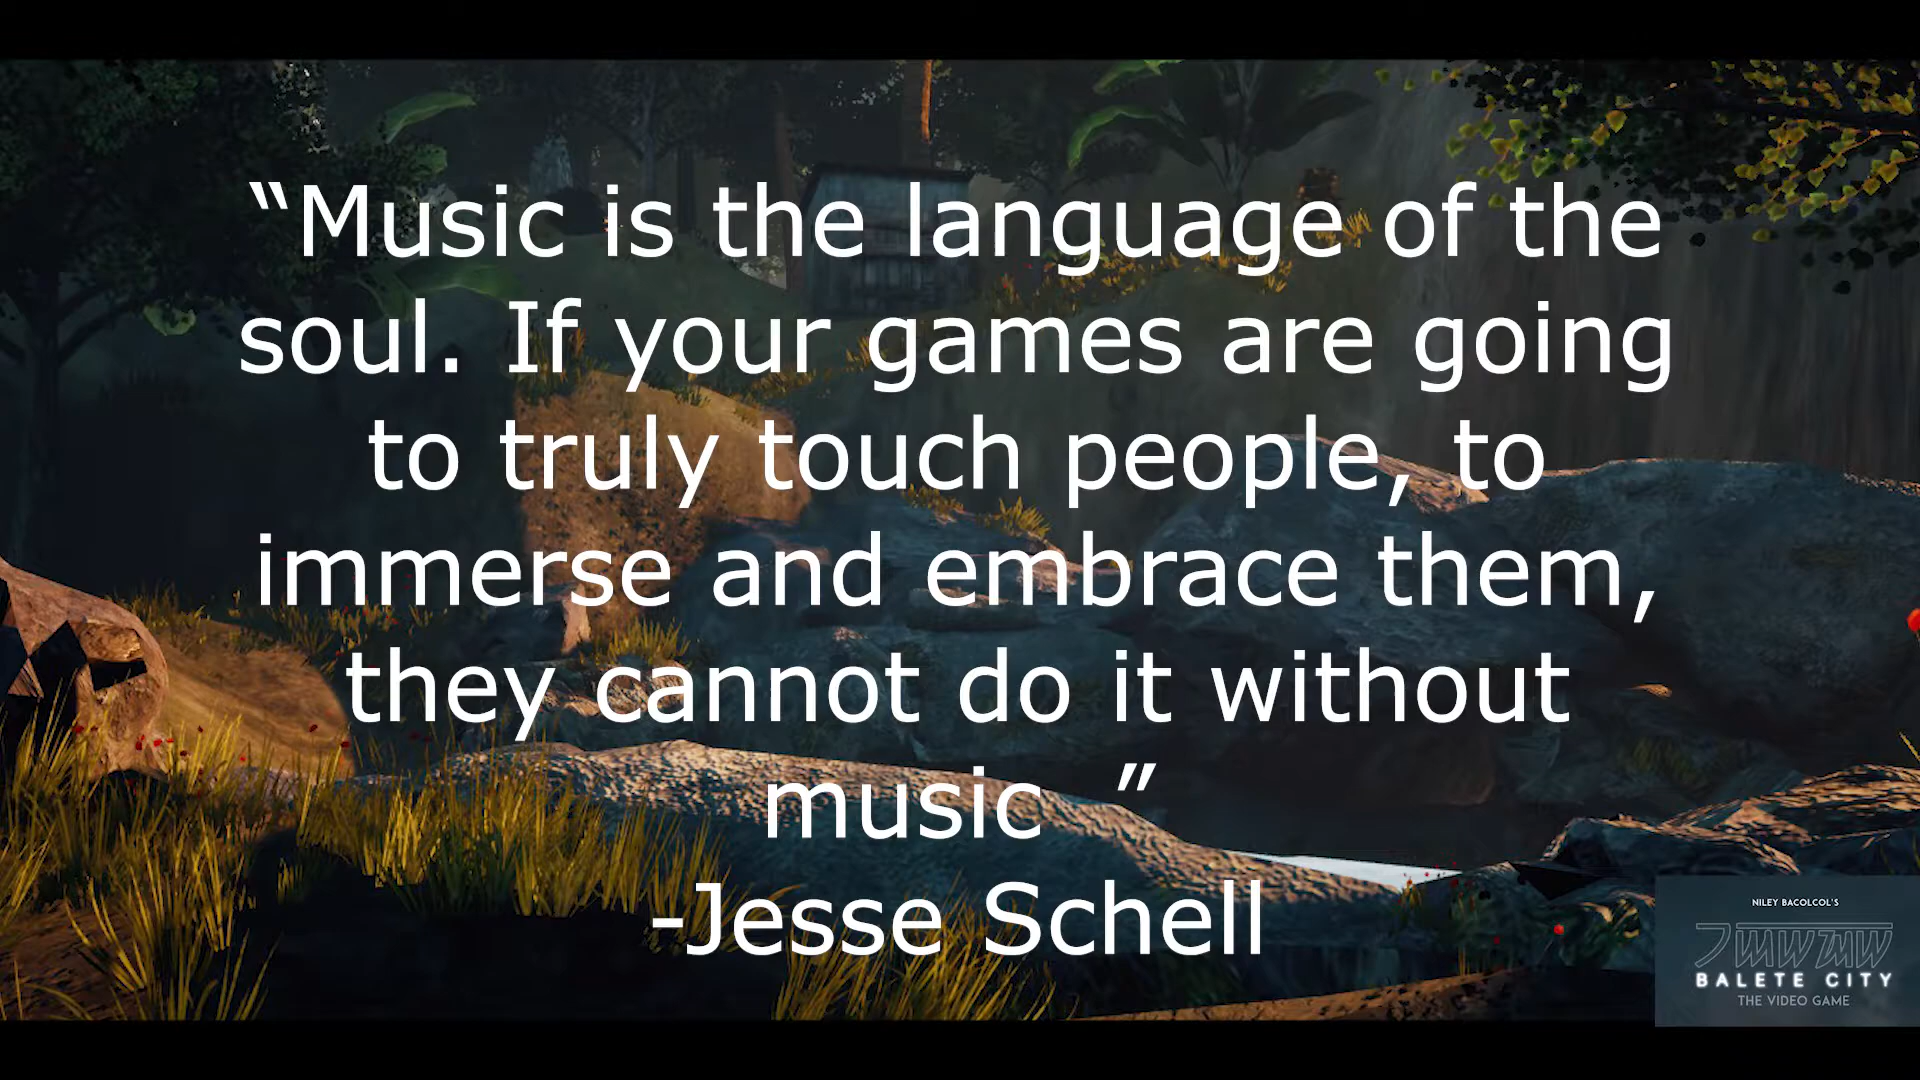 “Music is the language of the
soul. If your games are going
to truly touch people, to
immerse and embrace them,
they cannot do it without
music ”
-Jesse Schell
NILEY BACOLCOL'S
BALETE CITY
THE VIDEO GAME